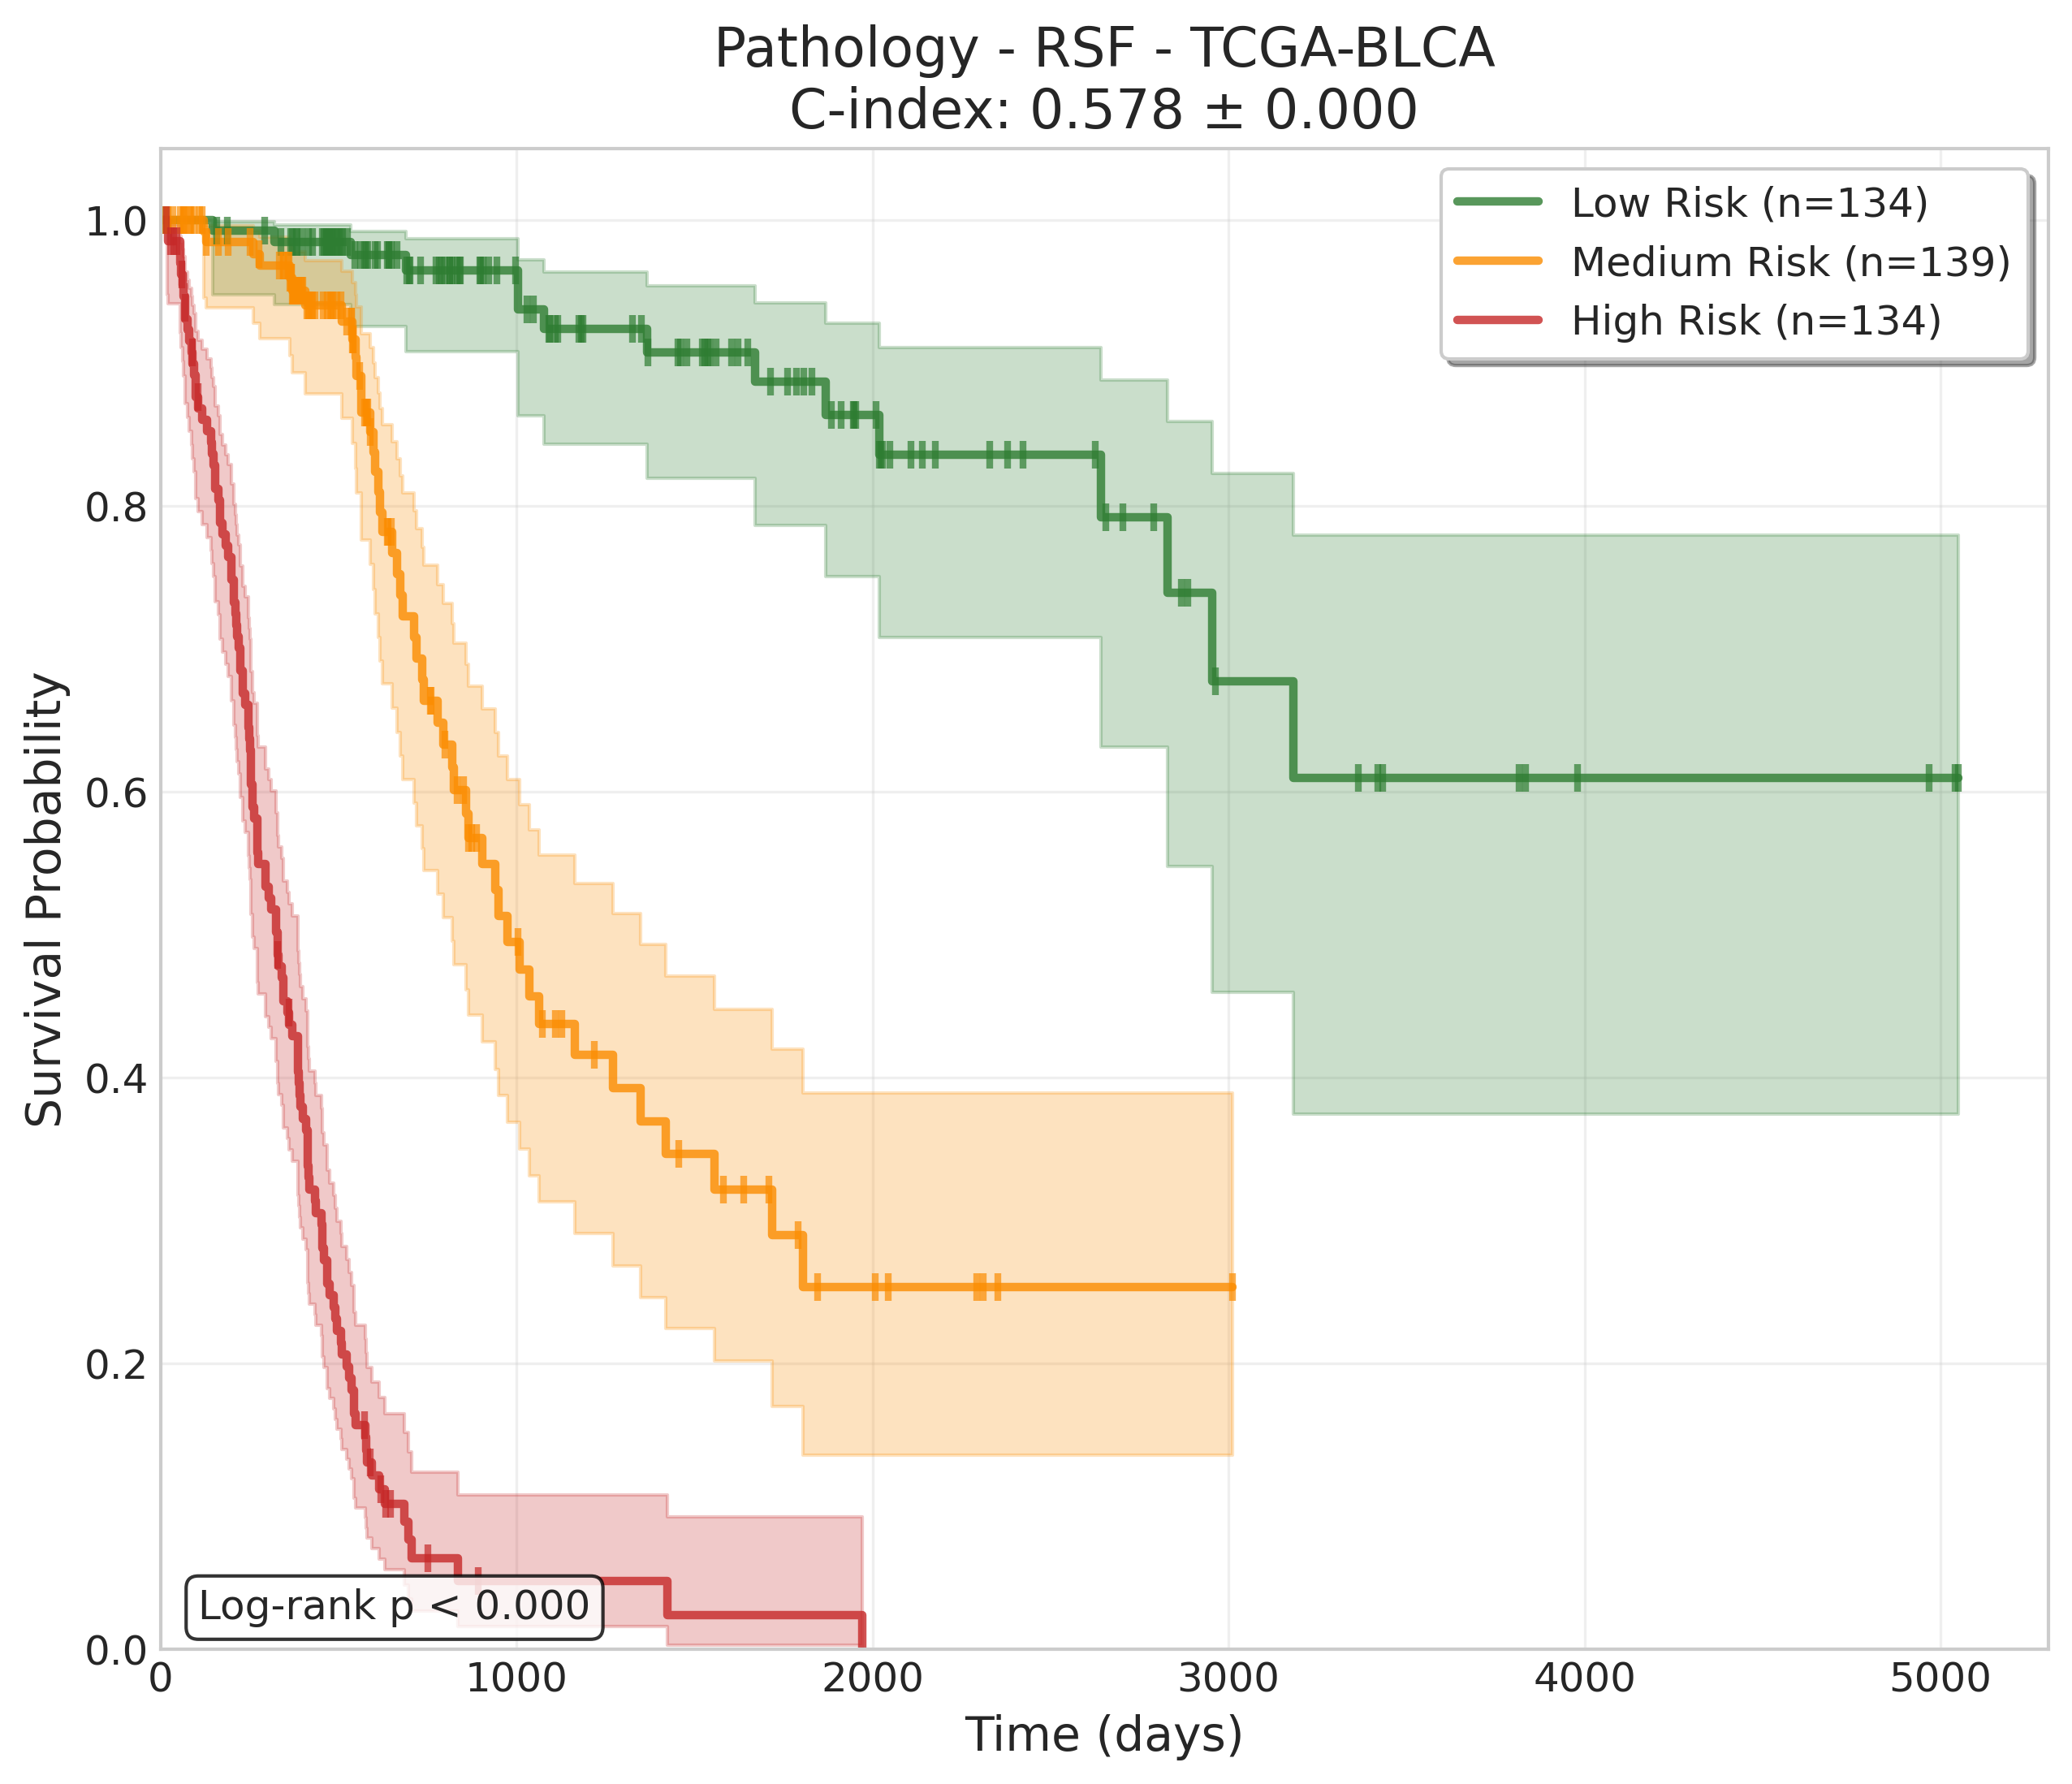 Pathology - RSF - TCGA-BLCA
C-index: 0.578 ± 0.000
Low Risk (n=134)
Medium Risk (n=139)
High Risk (n=134)
Survival Probability
1.0
0.8
0.6
0.4
0.2
0.0
Log-rank p < 0.000
0 1000 2000 3000 4000 5000
Time (days)